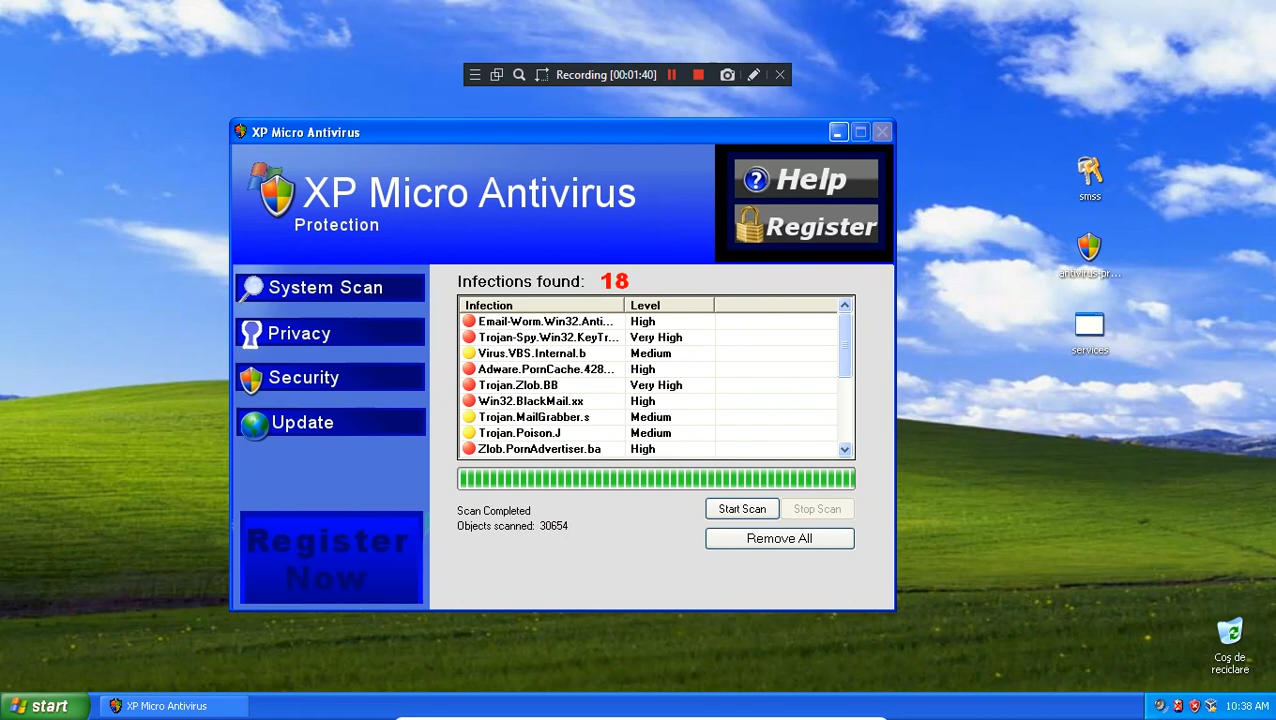 Recording [00:01:40]
XP Micro Antivirus
XP Micro Antivirus
Protection
Help
Register
System Scan
Privacy
Security
Update
Register
Now
Infections found: 18
Infection Level
Email-Worm.Win32.Anti... High
Trojan-Spy.Win32.KeyTr... Very High
Virus.VBS.Internal.b Medium
Adware.PornCache.428... High
Trojan.Zlob.BB Very High
Win32.BlackMail.xx High
Trojan.MailGrabber.s Medium
Trojan.Poison.J Medium
Zlob.PornAdvertiser.ba High
Scan Completed
Objects scanned: 30654
Start Scan Stop Scan
Remove All
smss
antivirus-pr...
services
Coş de
reciclare
start
XP Micro Antivirus
10:38 AM